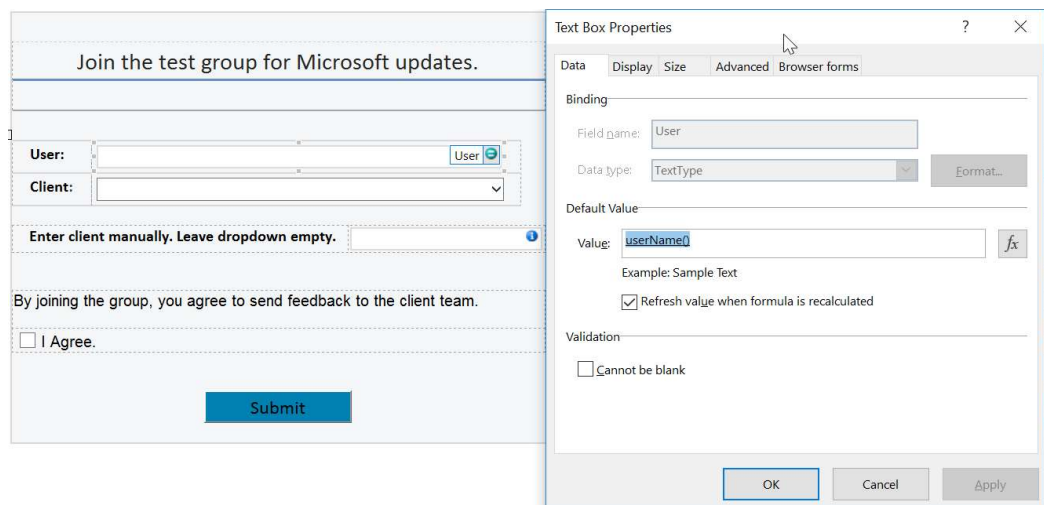 Join the test group for Microsoft updates.
User:
User
Client:
Enter client manually. Leave dropdown empty.
By joining the group, you agree to send feedback to the client team.
I Agree.
Submit
Text Box Properties
?
Data Display Size Advanced Browser forms
Binding
Field name: User
Data type: TextType Format...
Default Value
Value: userName() fx
Example: Sample Text
Refresh value when formula is recalculated
Validation
Cannot be blank
OK Cancel Apply